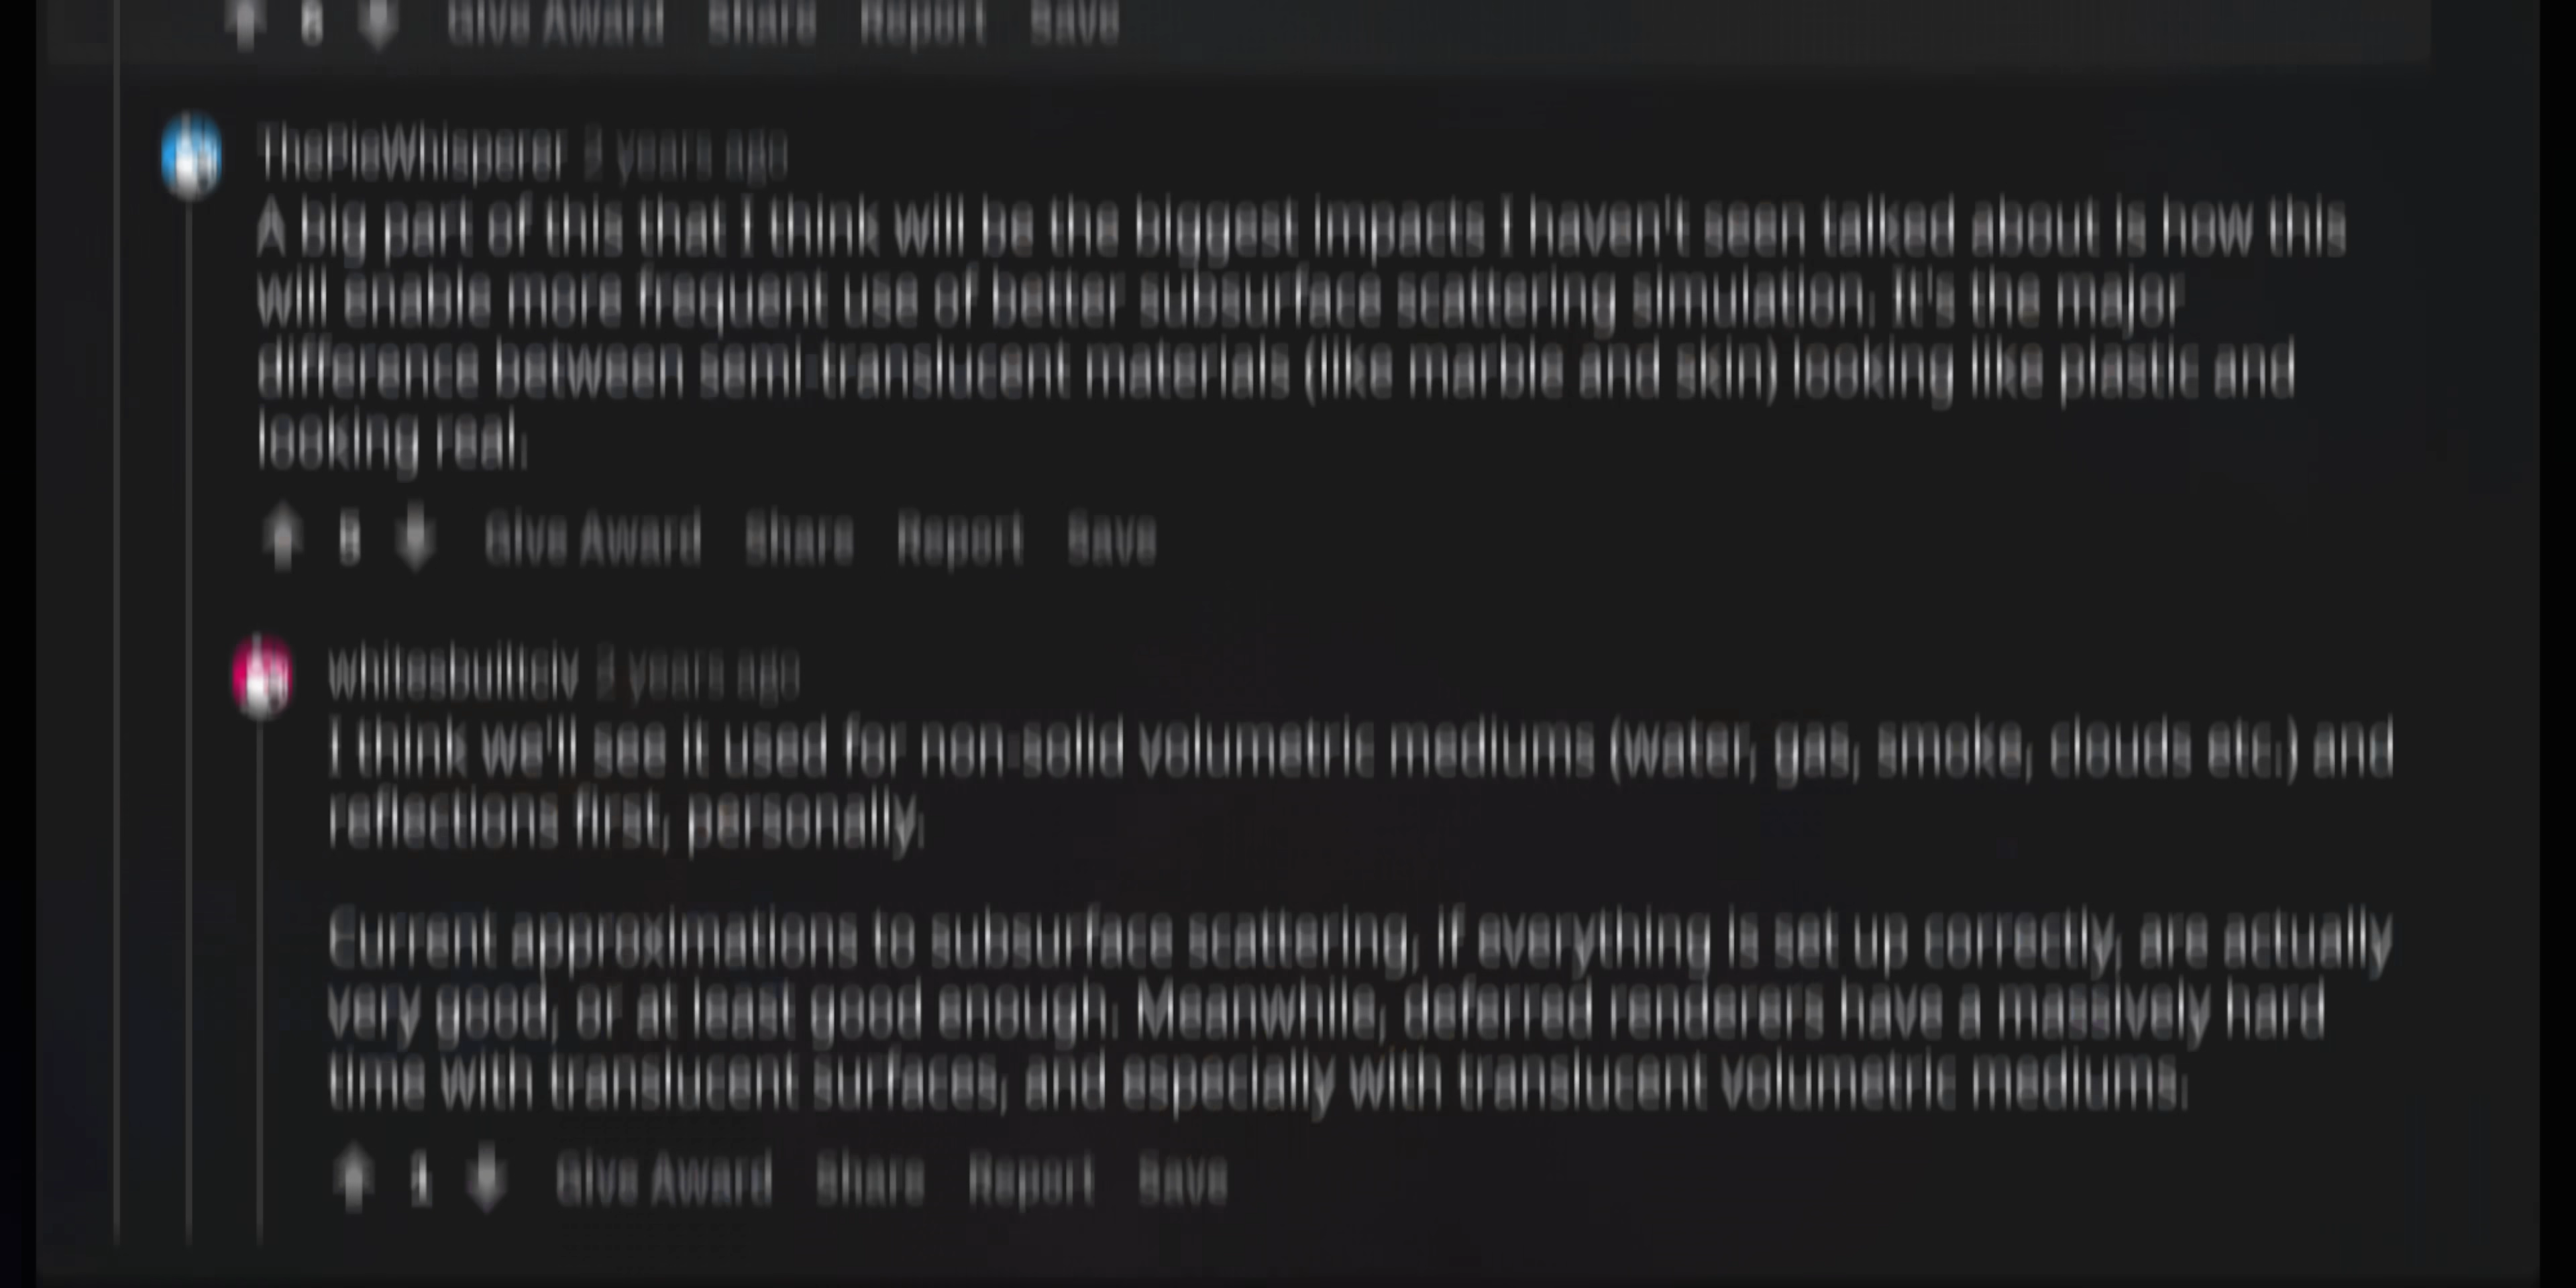 Give Award Share Report Save
ThePieWhisperer years ago
A big part of this that I think will be the biggest impacts I haven't seen talked about is how this
will enable more frequent use of better subsurface scattering simulation. It's the major
difference between semi-translucent materials (like marble and skin) looking like plastic and
looking real.
Give Award Share Report Save
whitesbuiltciv years ago
I think we'll see it used for non-solid volumetric mediums (water, gas, smoke, clouds etc.) and
reflections first, personally.
Current approximations to subsurface scattering, if everything is set up correctly, are actually
very good, or at least good enough. Meanwhile, deferred renderers have a massively hard
time with translucent surfaces, and especially with translucent volumetric mediums.
1 Give Award Share Report Save